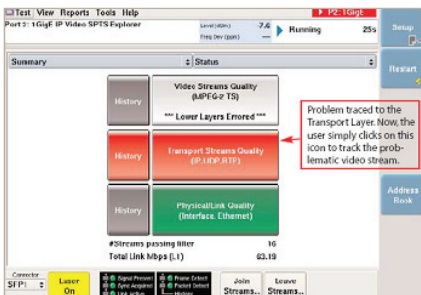 Test View Reports Tools Help
P2: 1GigE
Port 2: 1GigE IP Video SPTS Explorer
Level (dBm) -7.6
Freq Dev (ppm) ---
Running 25s
Setup
Restart
Address Book
Summary
Status
History
Video Streams Quality
(MPEG-2 TS)
*** Lower Layers Errored ***
History
Transport Streams Quality
(IP,UDP,RTP)
History
Physical/Link Quality
(Interface, Ethernet)
Problem traced to the
Transport Layer. Now, the
user simply clicks on this
icon to track the prob-
lematic video stream.
#Streams passing filter 16
Total Link Mbps (L1) 63.19
Connector
SFP1
Laser
On
Signal Present
Sync Acquired
Link Active
Frame Detect
Packet Detect
History
Join
Streams...
Leave
Streams...